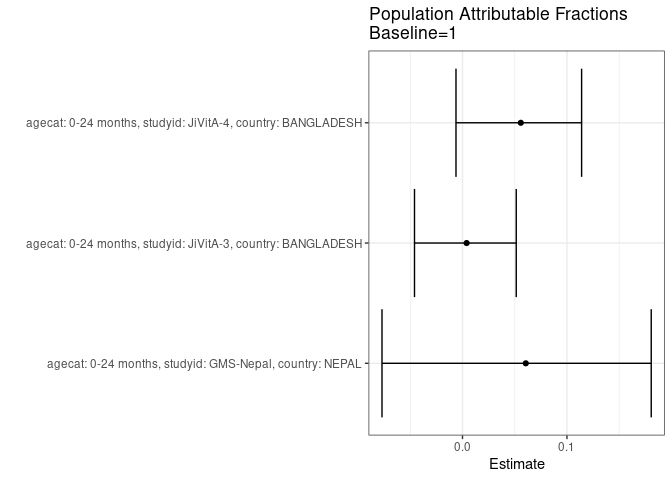 Population Attributable Fractions
Baseline=1
agecat: 0-24 months, studyid: JiVitA-4, country: BANGLADESH
agecat: 0-24 months, studyid: JiVitA-3, country: BANGLADESH
agecat: 0-24 months, studyid: GMS-Nepal, country: NEPAL
0.0 0.1
Estimate